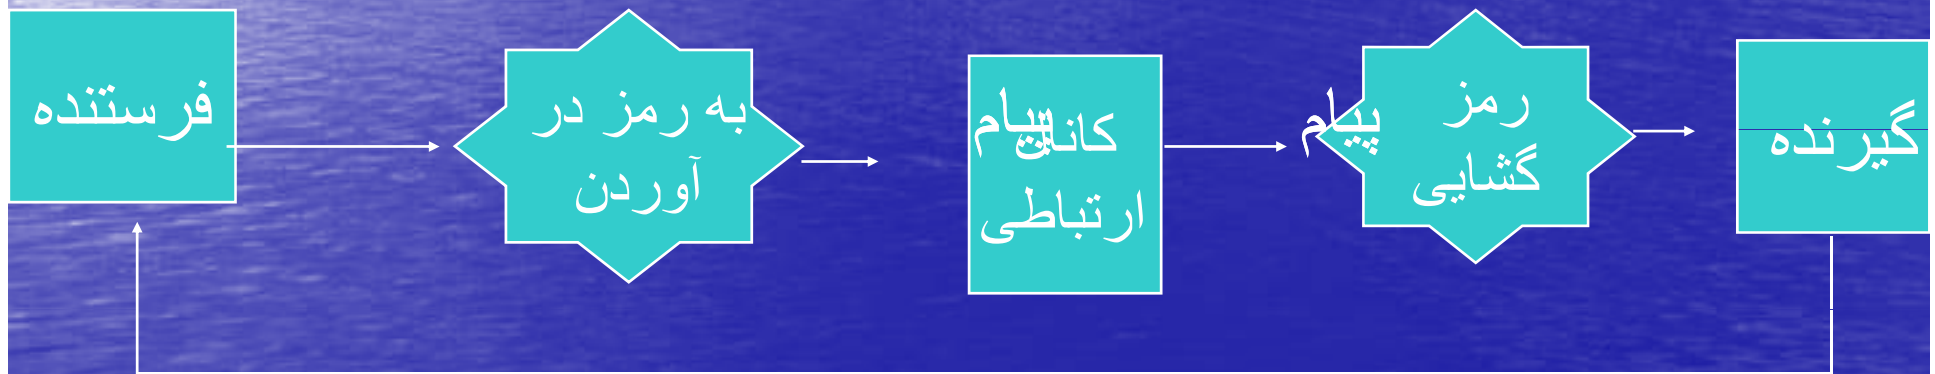 فرستنده
به رمز در
آوردن
پیام
کانال
ارتباطی
پیام
رمز
گشایی
گیرنده